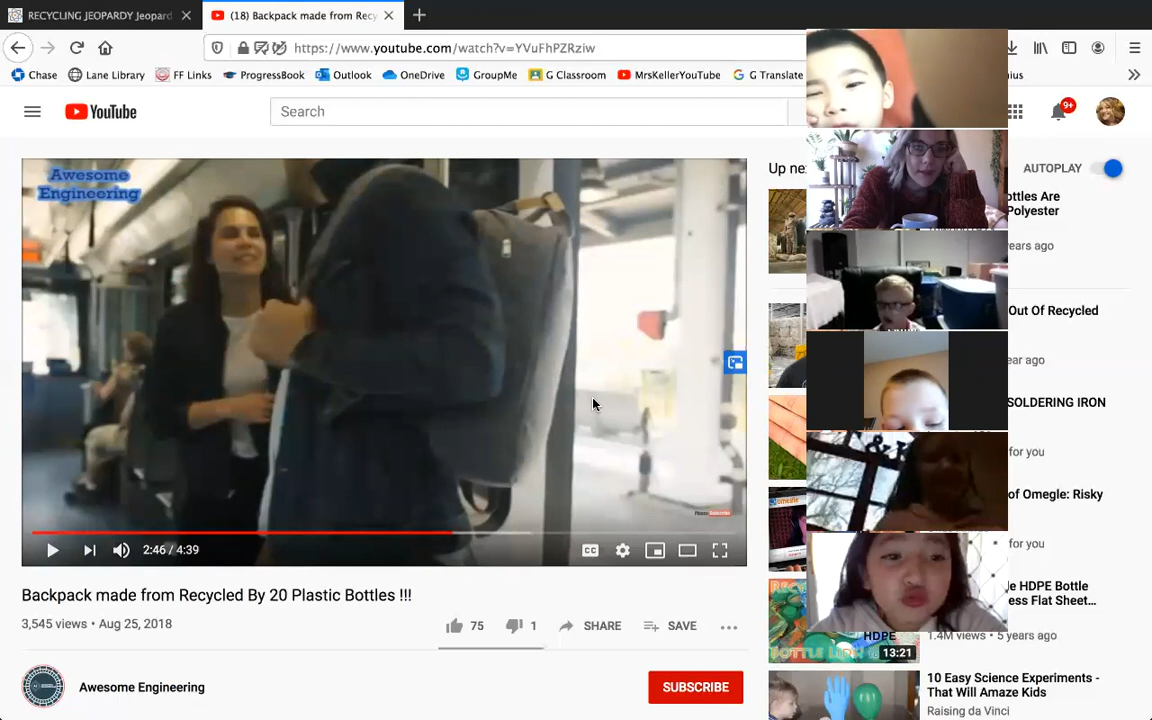 RECYCLING JEOPARDY Jeopard
(18) Backpack made from Recyc
https://www.youtube.com/watch?v=YVuFhPZRziw
Chase
Lane Library
FF Links
ProgressBook
Outlook
OneDrive
GroupMe
G Classroom
MrsKellerYouTube
G Translate
nius
YouTube
Search
9+
Awesome
Engineering
Up ne
AUTOPLAY
ottles Are
Polyester
ears ago
Out Of Recycled
ear ago
SOLDERING IRON
for you
of Omegle: Risky
for you
e HDPE Bottle
ess Flat Sheet...
HDPE
1.4M views • 5 years ago
13:21
10 Easy Science Experiments -
That Will Amaze Kids
Raising da Vinci
2:46 / 4:39
CC
Backpack made from Recycled By 20 Plastic Bottles !!!
3,545 views • Aug 25, 2018
75
1
SHARE
SAVE
Awesome Engineering
SUBSCRIBE